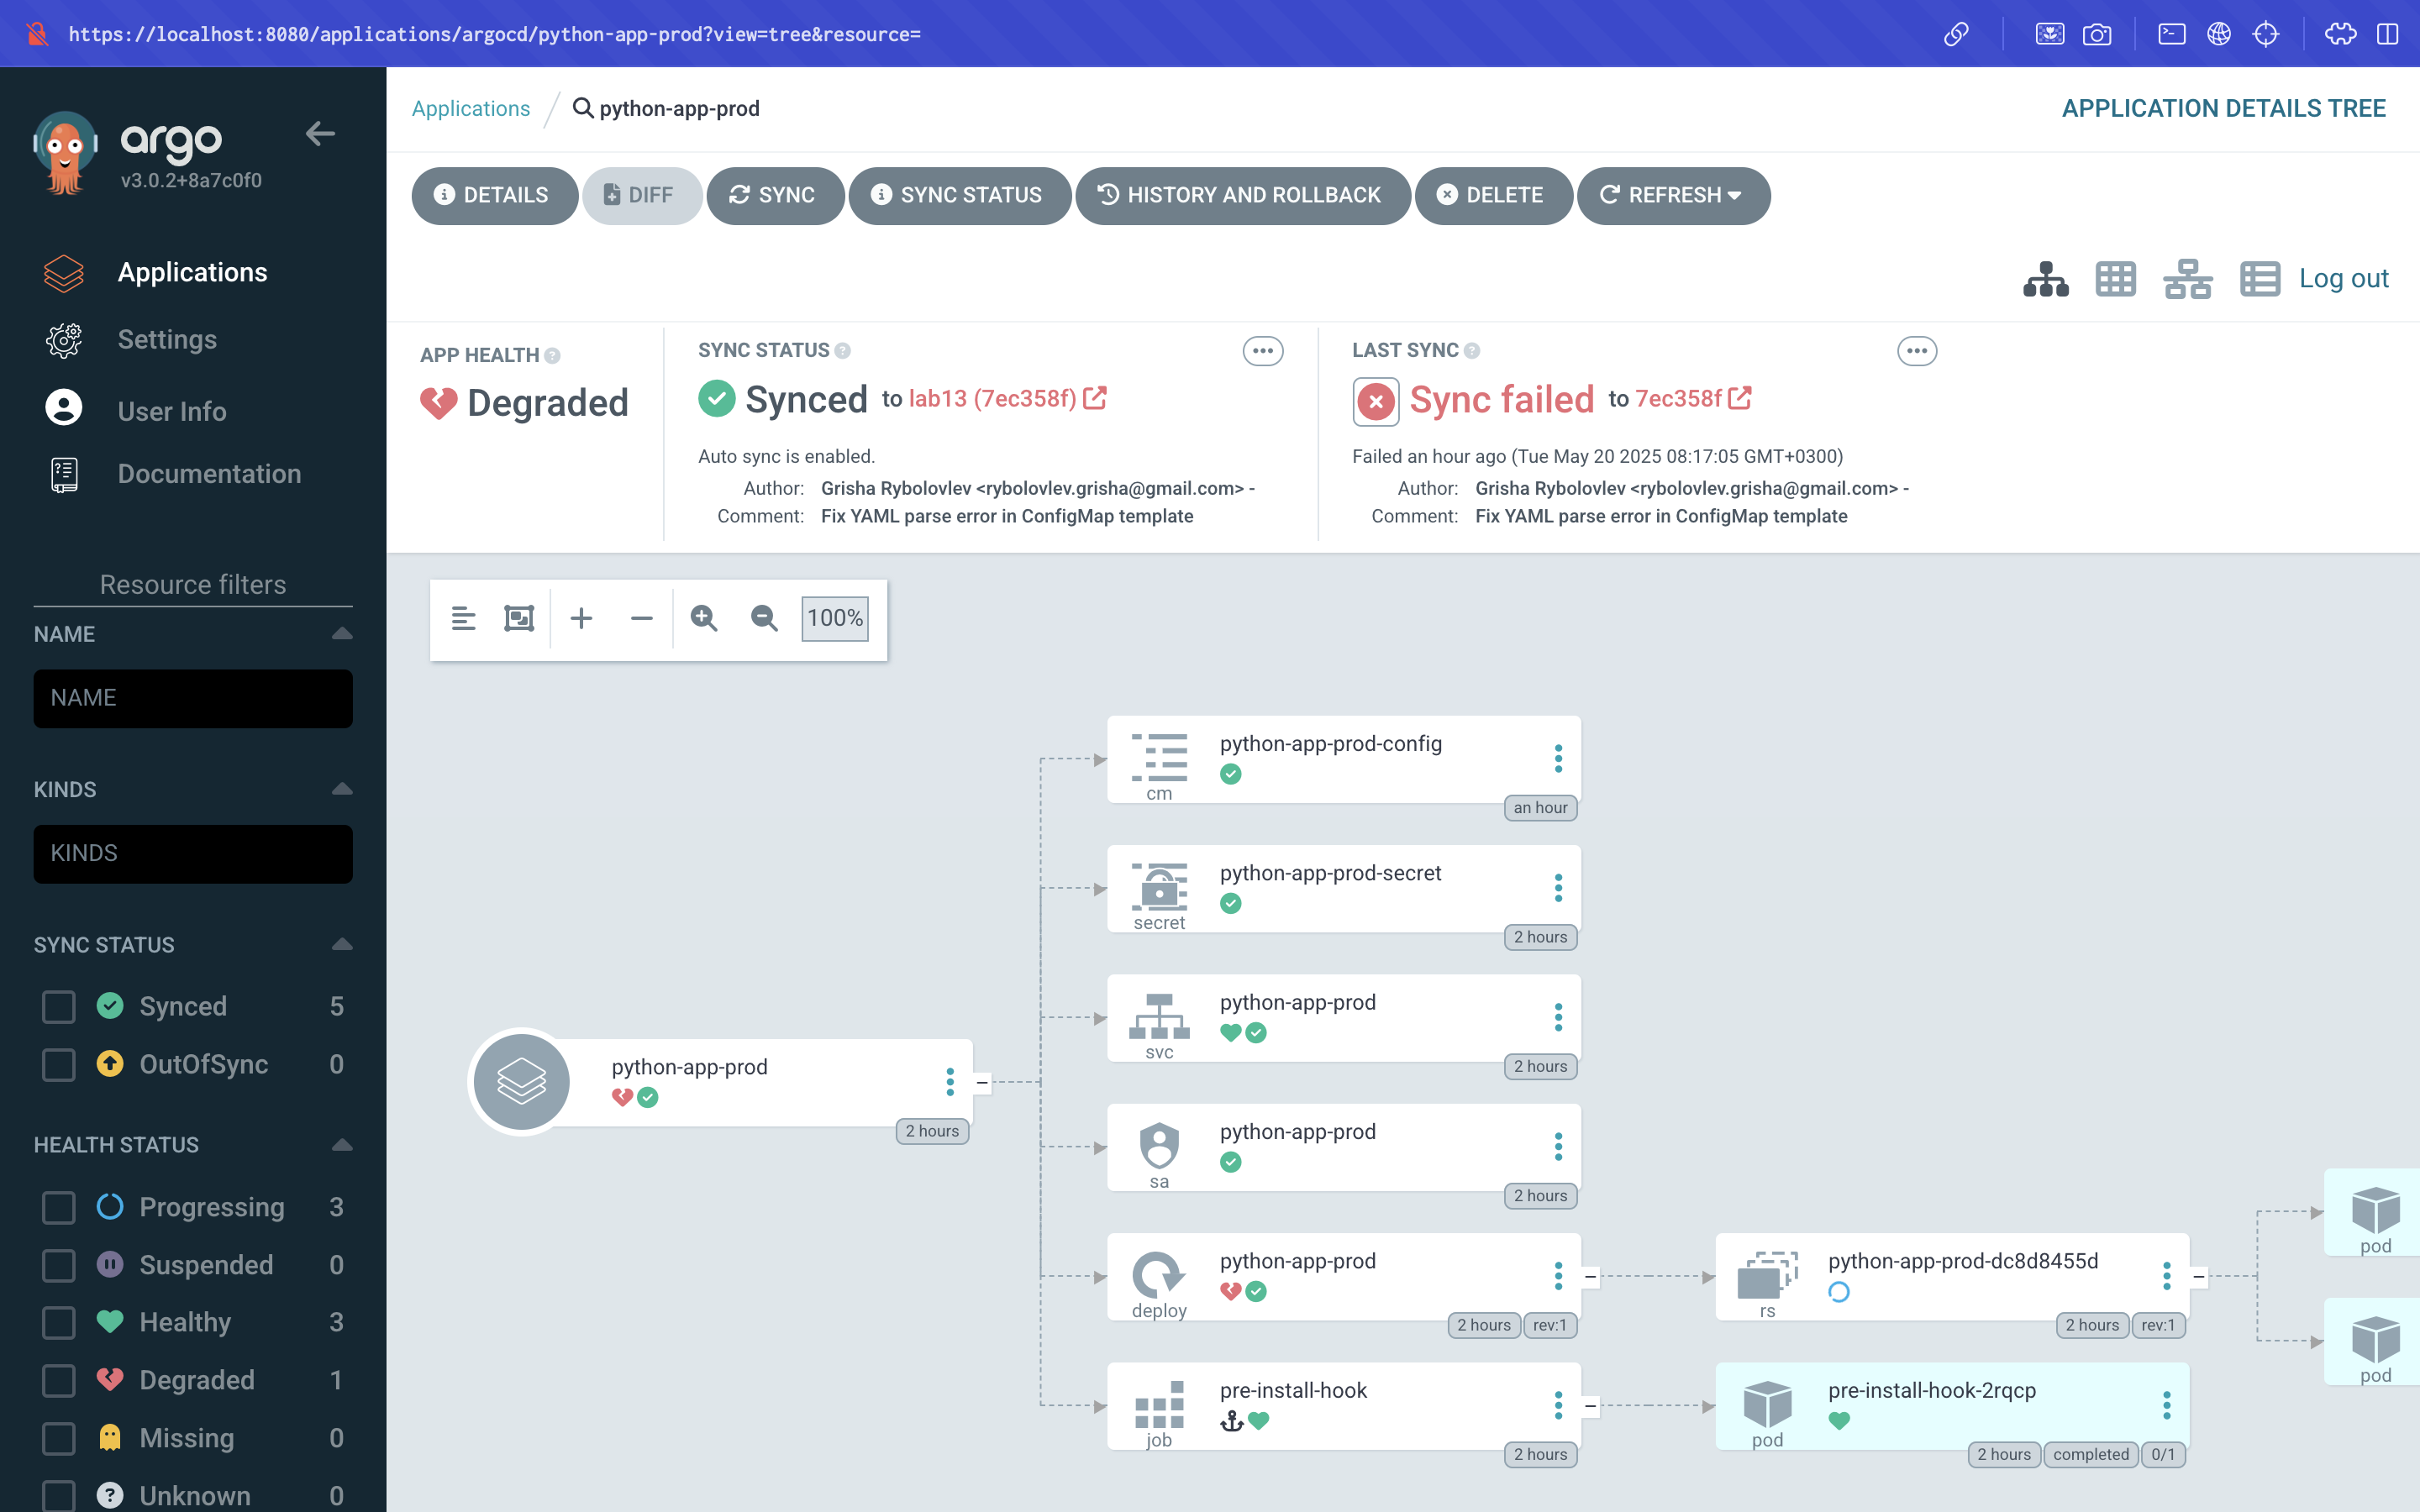 https://localhost:8080/applications/argocd/python-app-prod?view=tree&resource=
argo
v3.0.2+8a7c0f0
Applications
Settings
User Info
Documentation
Resource filters
NAME
NAME
KINDS
KINDS
SYNC STATUS
Synced 5
OutOfSync 0
HEALTH STATUS
Progressing 3
Suspended 0
Healthy 3
Degraded 1
Missing 0
Unknown 0
Applications / python-app-prod
APPLICATION DETAILS TREE
DETAILS DIFF SYNC SYNC STATUS HISTORY AND ROLLBACK DELETE REFRESH
Log out
APP HEALTH
Degraded
SYNC STATUS
Synced to lab13 (7ec358f)
Auto sync is enabled.
Author: Grisha Rybolovlev <rybolovlev.grisha@gmail.com> -
Comment: Fix YAML parse error in ConfigMap template
LAST SYNC
Sync failed to 7ec358f
Failed an hour ago (Tue May 20 2025 08:17:05 GMT+0300)
Author: Grisha Rybolovlev <rybolovlev.grisha@gmail.com> -
Comment: Fix YAML parse error in ConfigMap template
100%
python-app-prod
2 hours
python-app-prod-config
cm
an hour
python-app-prod-secret
secret
2 hours
python-app-prod
svc
2 hours
python-app-prod
sa
2 hours
python-app-prod
deploy
2 hours rev:1
python-app-prod-dc8d8455d
rs
2 hours rev:1
pod
pod
pre-install-hook
job
2 hours
pre-install-hook-2rqcp
pod
2 hours completed 0/1